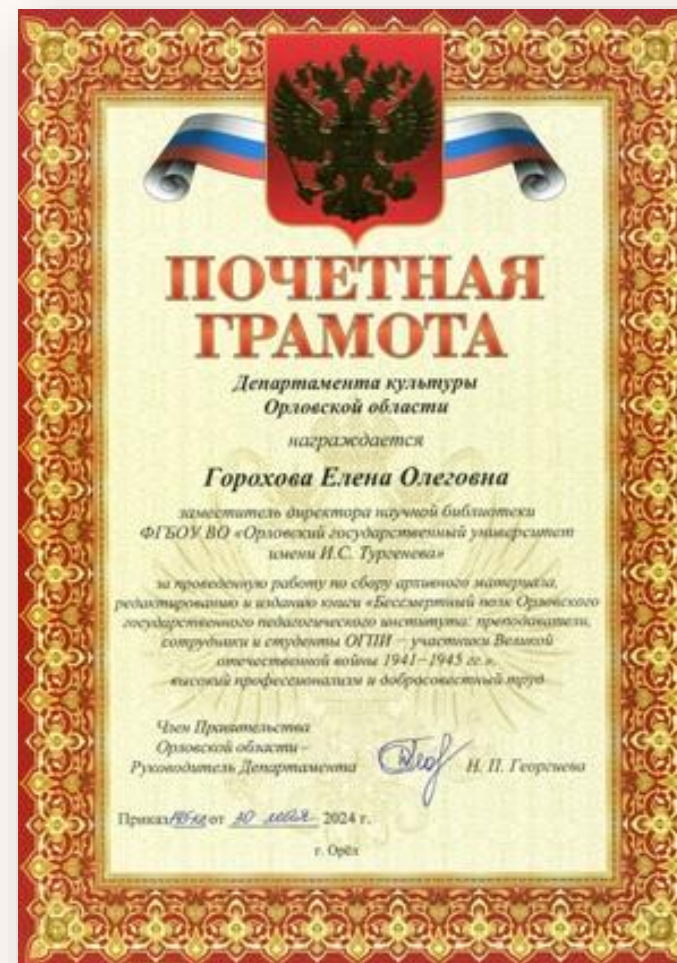 ПОЧЕТНАЯ
ГРАМОТА
Департамента культуры
Орловской области
награждается
Горохова Елена Олеговна
заместитель директора научной библиотеки
ФГБОУ ВО «Орловский государственный университет
имени И.С. Тургенева»
за проведенную работу по сбору архивного материала,
редактированию и изданию книги «Бессмертный полк Орловского
государственного педагогического института: преподаватели,
сотрудники и студенты ОГПИ – участники Великой
отечественной войны 1941–1945 гг.»,
высокий профессионализм и добросовестный труд
Член Правительства
Орловской области –
Руководитель Департамента Н. П. Георгиева
Приказ от 2024 г.
г. Орёл